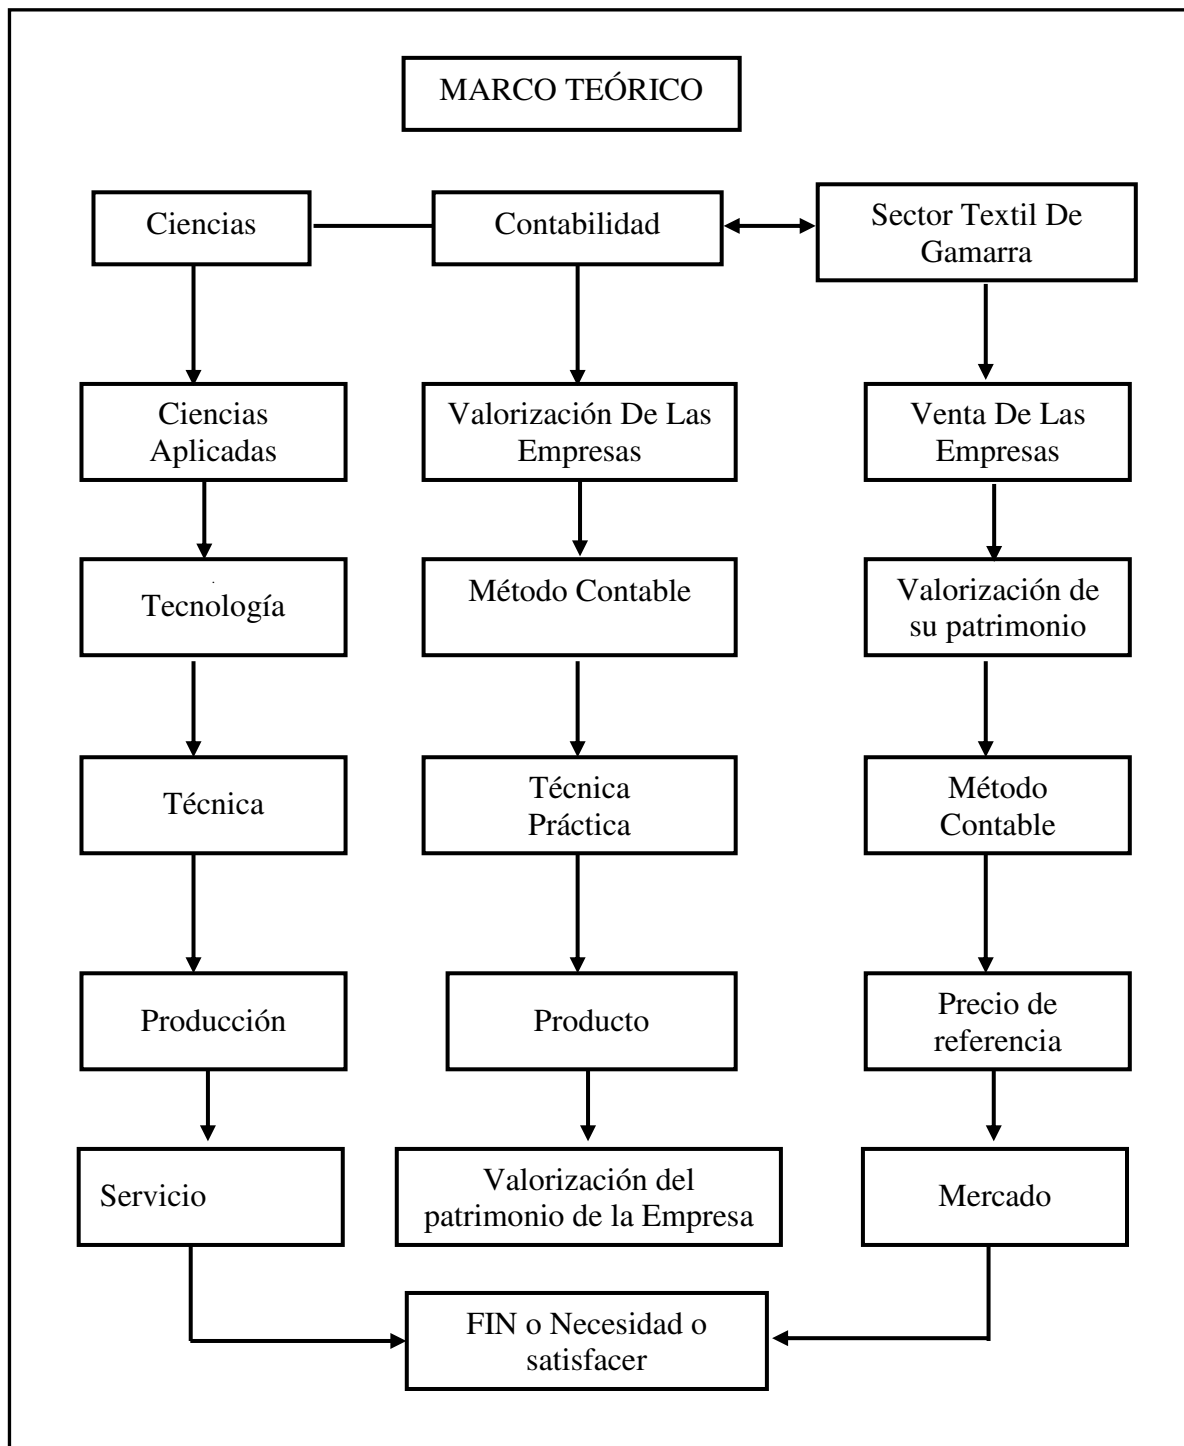 MARCO TEÓRICO
Ciencias
Contabilidad
Sector Textil De
Gamarra
Ciencias
Aplicadas
Valorización De Las
Empresas
Venta De Las
Empresas
Tecnología
Método Contable
Valorización de
su patrimonio
Técnica
Técnica
Práctica
Método
Contable
Producción
Producto
Precio de
referencia
Servicio
Valorización del
patrimonio de la Empresa
Mercado
FIN o Necesidad o
satisfacer